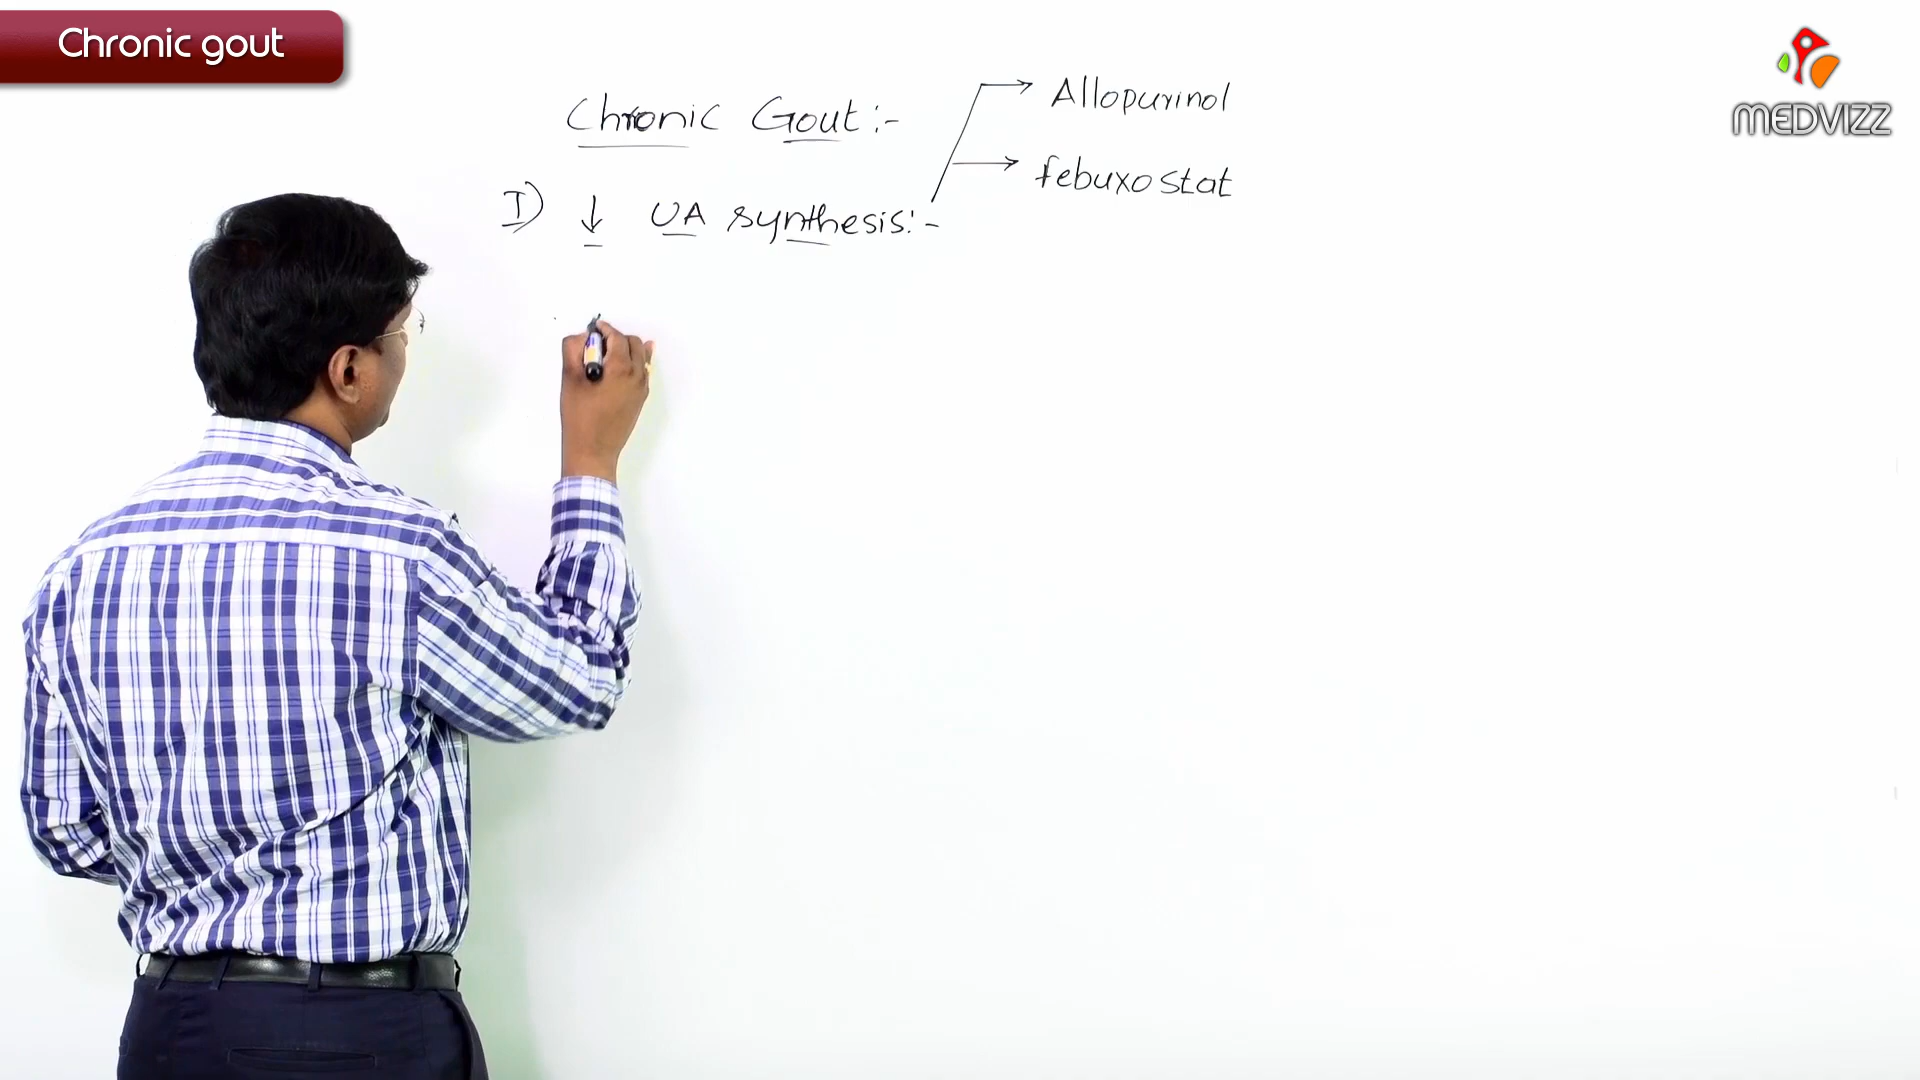 Chronic gout
MEDVIZZ
Chronic Gout :-
Allopurinol
febuxostat
I) ↓ UA synthesis :-